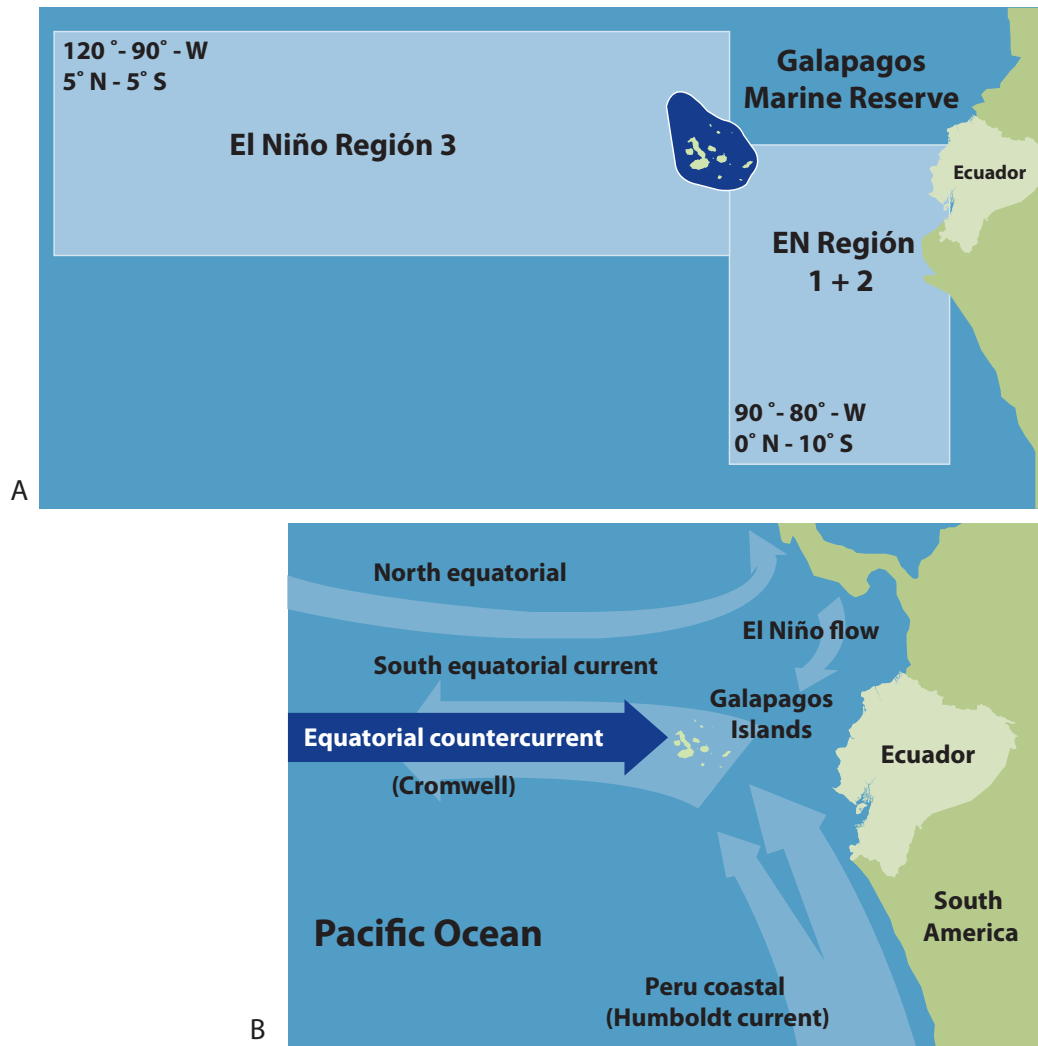 120 ˚- 90˚ - W
5˚ N - 5˚ S
El Niño Región 3
Galapagos
Marine Reserve
Ecuador
EN Región
1 + 2
90 ˚- 80˚ - W
0˚ N - 10˚ S
A
North equatorial
El Niño flow
South equatorial current
Galapagos
Islands
Equatorial countercurrent
(Cromwell)
Ecuador
Pacific Ocean
South
America
Peru coastal
(Humboldt current)
B